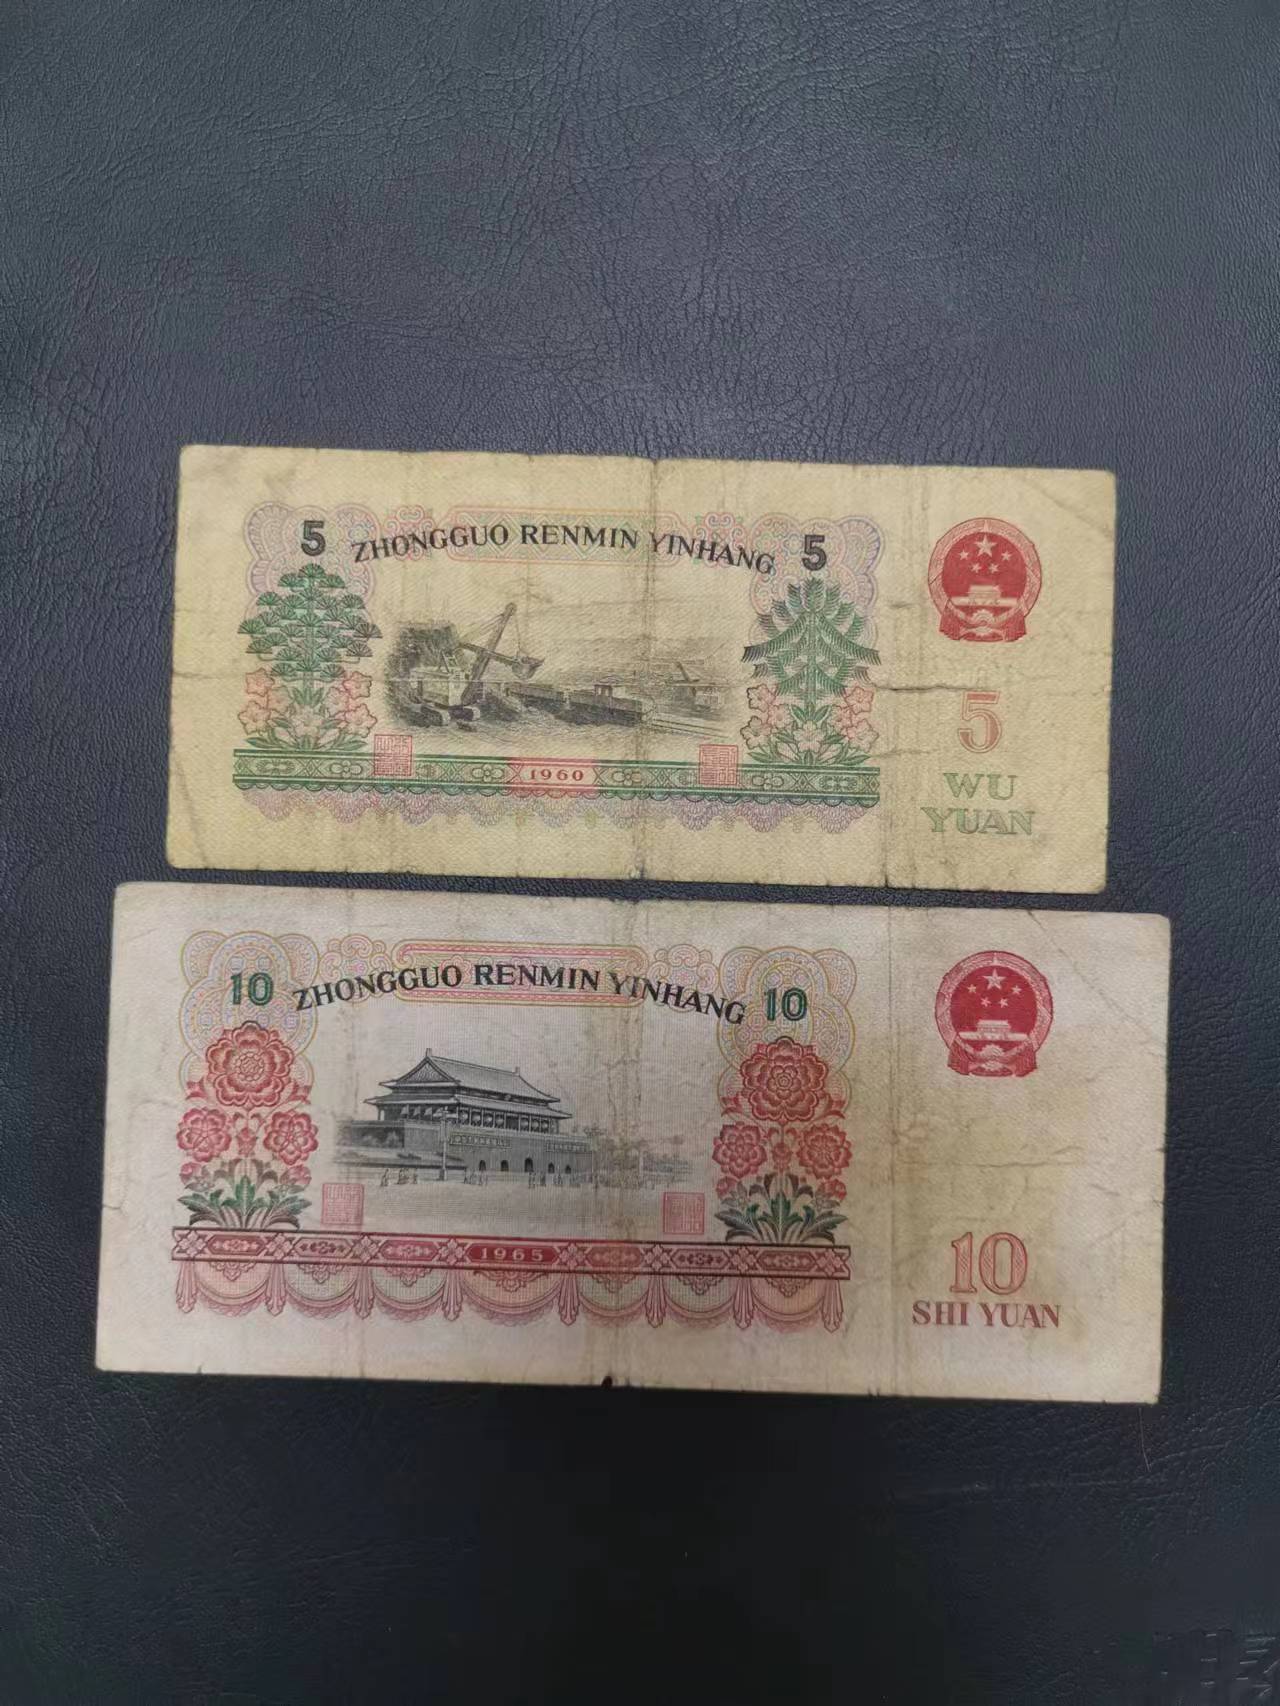 5 ZHONGGUO RENMIN YINHANG 5
5
1960
WU
YUAN
10 ZHONGGUO RENMIN YINHANG 10
1965
10
SHI YUAN